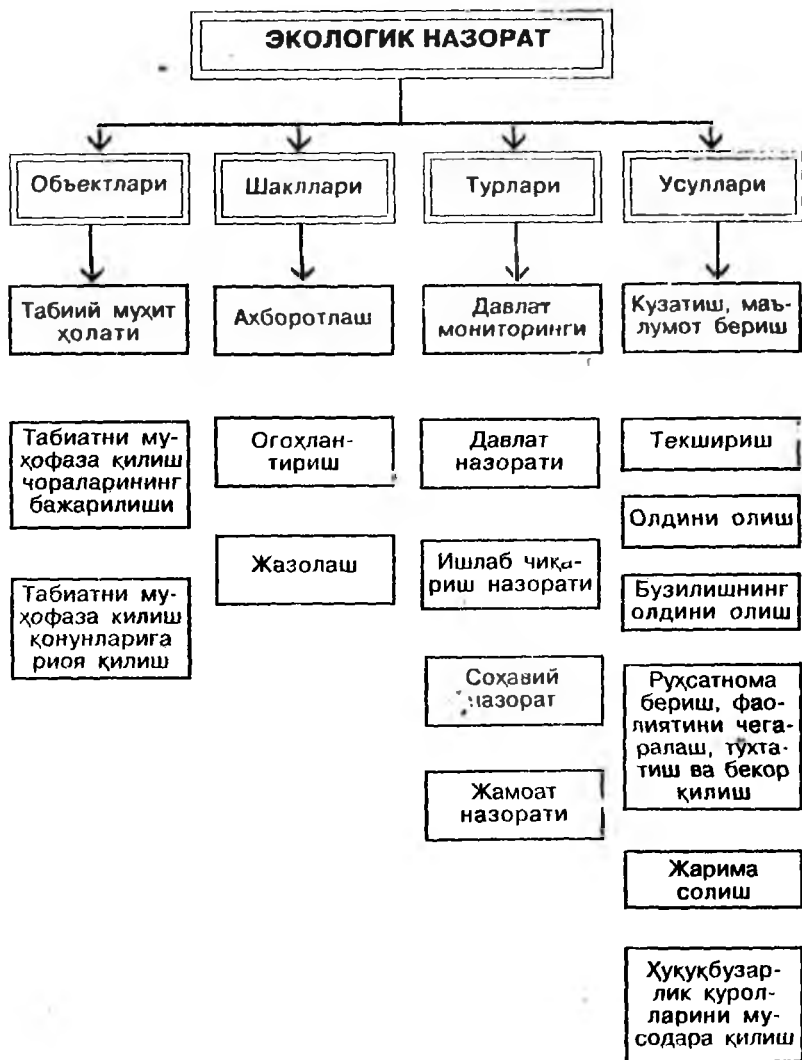 ЭКОЛОГИК НАЗОРАТ
Объектлари
Шакллари
Турлари
Усуллари
Табиий муҳит
ҳолати
Ахборотлаш
Давлат
мониторинги
Кузатиш, маъ-
лумот бериш
Табиатни му-
ҳофаза қилиш
чораларининг
бажарилиши
Огоҳлан-
тириш
Давлат
назорати
Текшириш
Олдини олиш
Жазолаш
Ишлаб чиқа-
риш назорати
Бузилишнинг
олдини олиш
Табиатни му-
ҳофаза килиш
қонунларига
риоя қилиш
Соҳавий
назорат
Руҳсатнома
бериш, фао-
лиятини чега-
ралаш, тўхта-
тиш ва бекор
қилиш
Жамоат
назорати
Жарима
солиш
Ҳуқуқбузар-
лик қурол-
ларини му-
содара қилиш